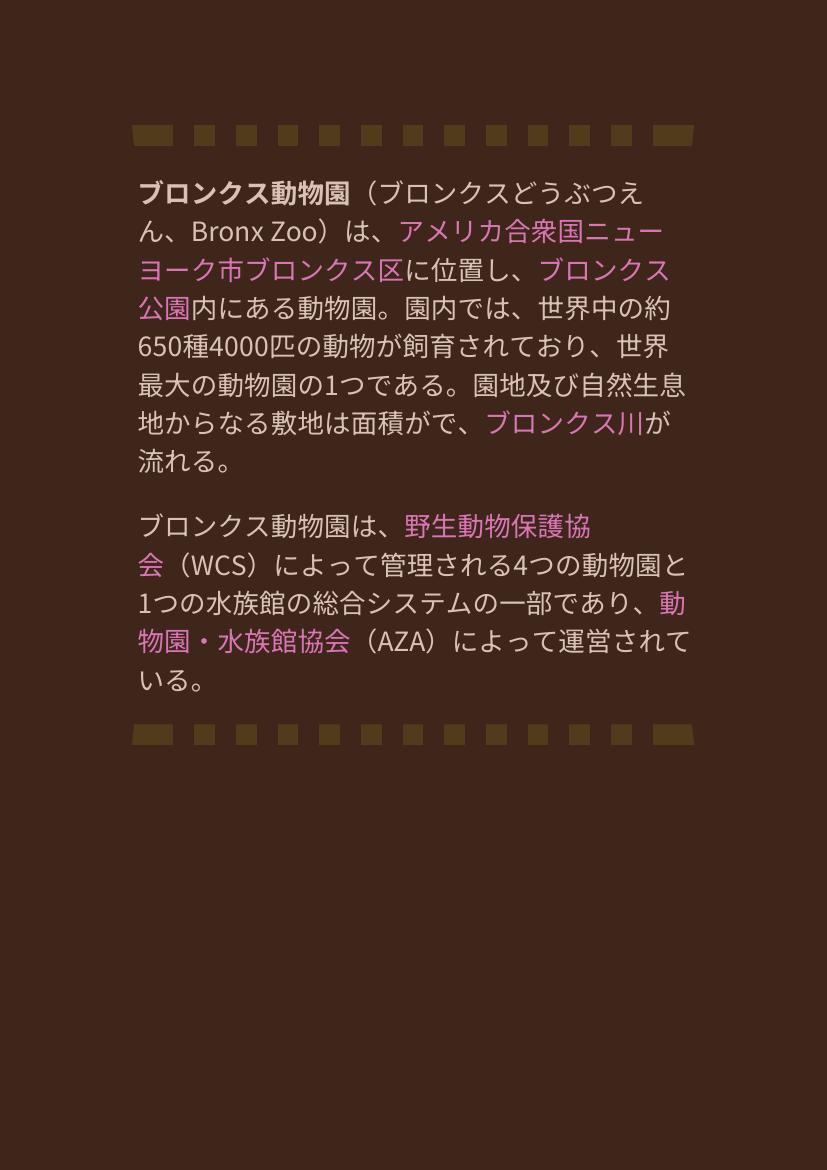 ブロンクス動物園（ブロンクスどうぶつえ
ん、Bronx Zoo）は、アメリカ合衆国ニュー
ヨーク市ブロンクス区に位置し、ブロンクス
公園内にある動物園。園内では、世界中の約
650種4000匹の動物が飼育されており、世界
最大の動物園の1つである。園地及び自然生息
地からなる敷地は面積がで、ブロンクス川が
流れる。
ブロンクス動物園は、野生動物保護協
会（WCS）によって管理される4つの動物園と
1つの水族館の総合システムの一部であり、動
物園・水族館協会（AZA）によって運営されて
いる。